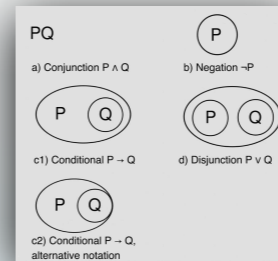 PQ
P
a) Conjunction P ∧ Q
b) Negation ¬P
P Q
P Q
c1) Conditional P → Q
d) Disjunction P v Q
P Q
c2) Conditional P → Q,
alternative notation